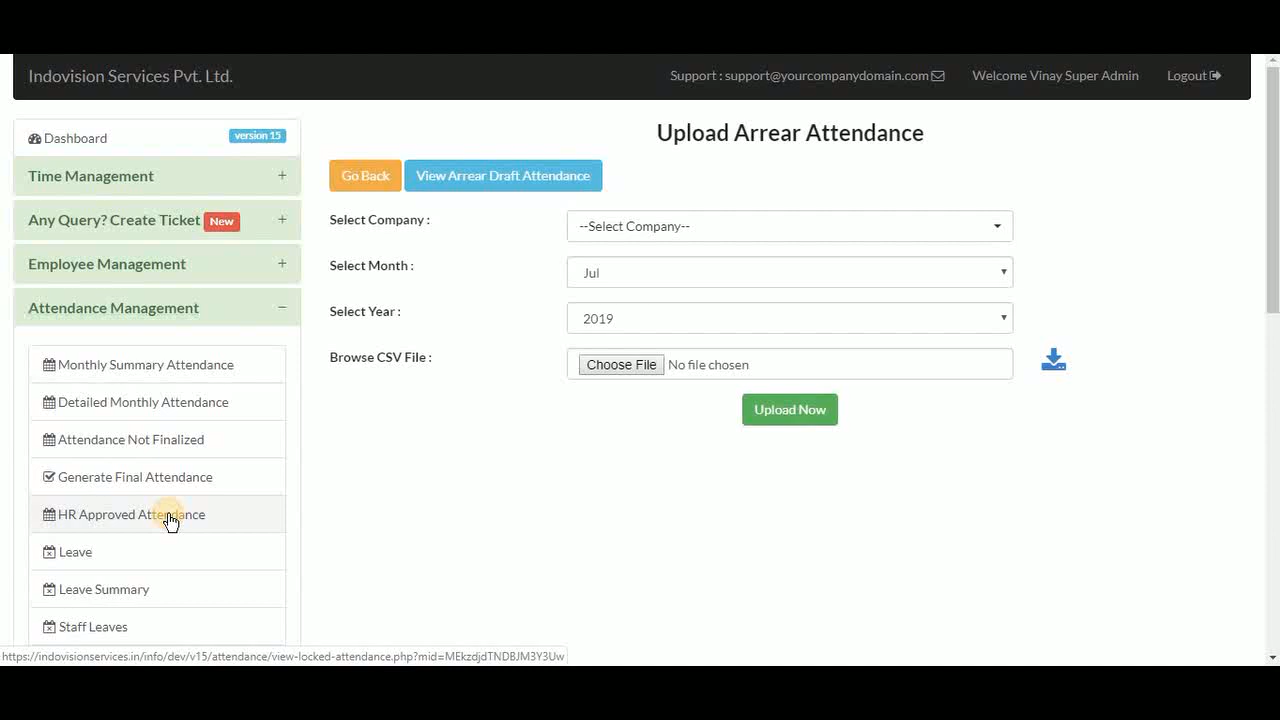 Indovision Services Pvt. Ltd.
Support : support@yourcompanydomain.com
Welcome Vinay Super Admin
Logout
Dashboard
version 15
Time Management
+
Any Query? Create Ticket New
+
Employee Management
+
Attendance Management
−
Monthly Summary Attendance
Detailed Monthly Attendance
Attendance Not Finalized
Generate Final Attendance
HR Approved Attendance
Leave
Leave Summary
Staff Leaves
Upload Arrear Attendance
Go Back
View Arrear Draft Attendance
Select Company :
--Select Company--
Select Month :
Jul
Select Year :
2019
Browse CSV File :
Choose File No file chosen
Upload Now
https://indovisionservices.in/info/dev/v15/attendance/view-locked-attendance.php?mid=MEkzdjdTNDBJM3Y3Uw